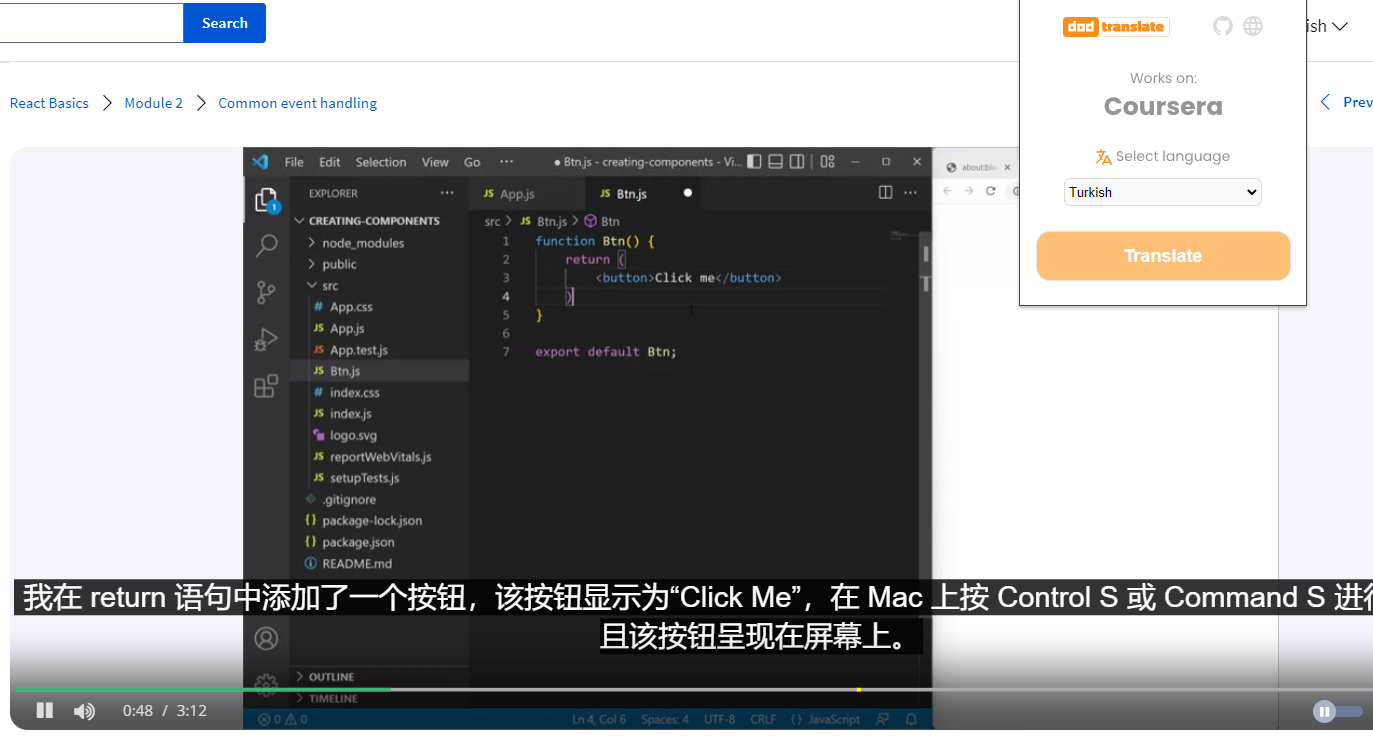 Search
dad translate
ish
Works on:
Coursera
Select language
Turkish
Translate
React Basics
Module 2
Common event handling
Prev
File Edit Selection View Go ··· ● Btn.js - creating-components - Vi...
about:bla
EXPLORER ···
JS App.js
JS Btn.js ●
···
1
CREATING-COMPONENTS
src > JS Btn.js > Btn
node_modules
public
src
# App.css
JS App.js
JS App.test.js
JS Btn.js
# index.css
JS index.js
logo.svg
JS reportWebVitals.js
JS setupTests.js
.gitignore
{} package-lock.json
{} package.json
README.md
1 function Btn() {
2 return (
3 <button>Click me</button>
4 )
5 }
6
7 export default Btn;
我在 return 语句中添加了一个按钮，该按钮显示为“Click Me”，在 Mac 上按 Control S 或 Command S 进行
且该按钮呈现在屏幕上。
OUTLINE
TIMELINE
0:48 / 3:12
0 0
Ln 4, Col 6 Spaces: 4 UTF-8 CRLF {} JavaScript